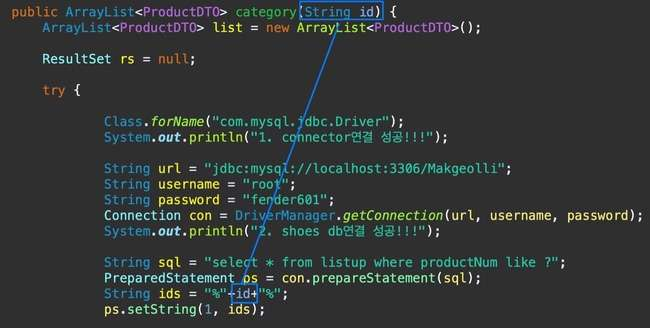 public ArrayList<ProductDTO> category(String id) {
ArrayList<ProductDTO> list = new ArrayList<ProductDTO>();
ResultSet rs = null;
try {
Class.forName("com.mysql.jdbc.Driver");
System.out.println("1. connector연결 성공!!!");
String url = "jdbc:mysql://localhost:3306/Makgeolli";
String username = "root";
String password = "fender601";
Connection con = DriverManager.getConnection(url, username, password);
System.out.println("2. shoes db연결 성공!!!");
String sql = "select * from listup where productNum like ?";
PreparedStatement ps = con.prepareStatement(sql);
String ids = "%"+id+"%";
ps.setString(1, ids);